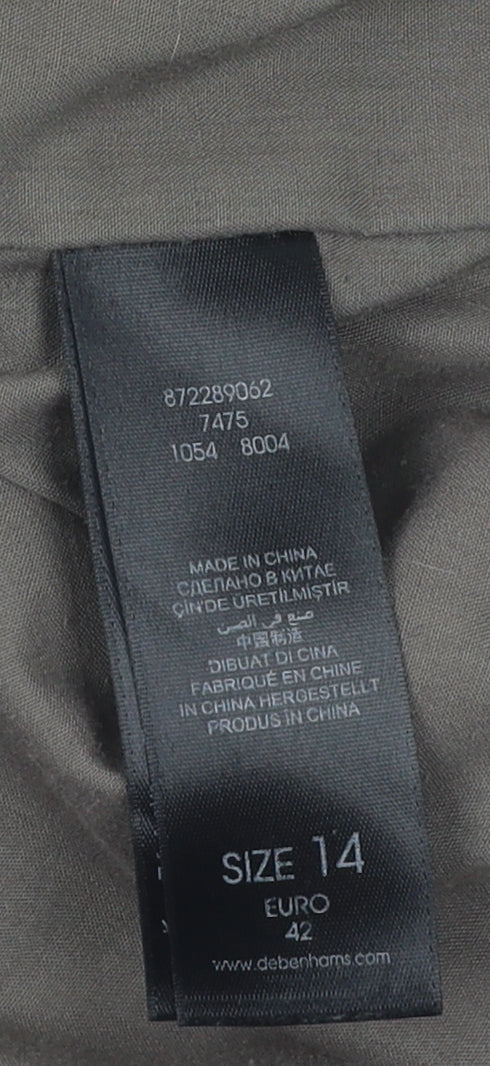 872289062
7475
1054 8004
MADE IN CHINA
СДЕЛАНО В КИТАЕ
ÇİN'DE ÜRETİLMİŞTİR
صنع في الصين
中国制造
DIBUAT DI CINA
FABRIQUÉ EN CHINE
IN CHINA HERGESTELLT
PRODUS ÎN CHINA
SIZE 14
EURO
42
www.debenhams.com